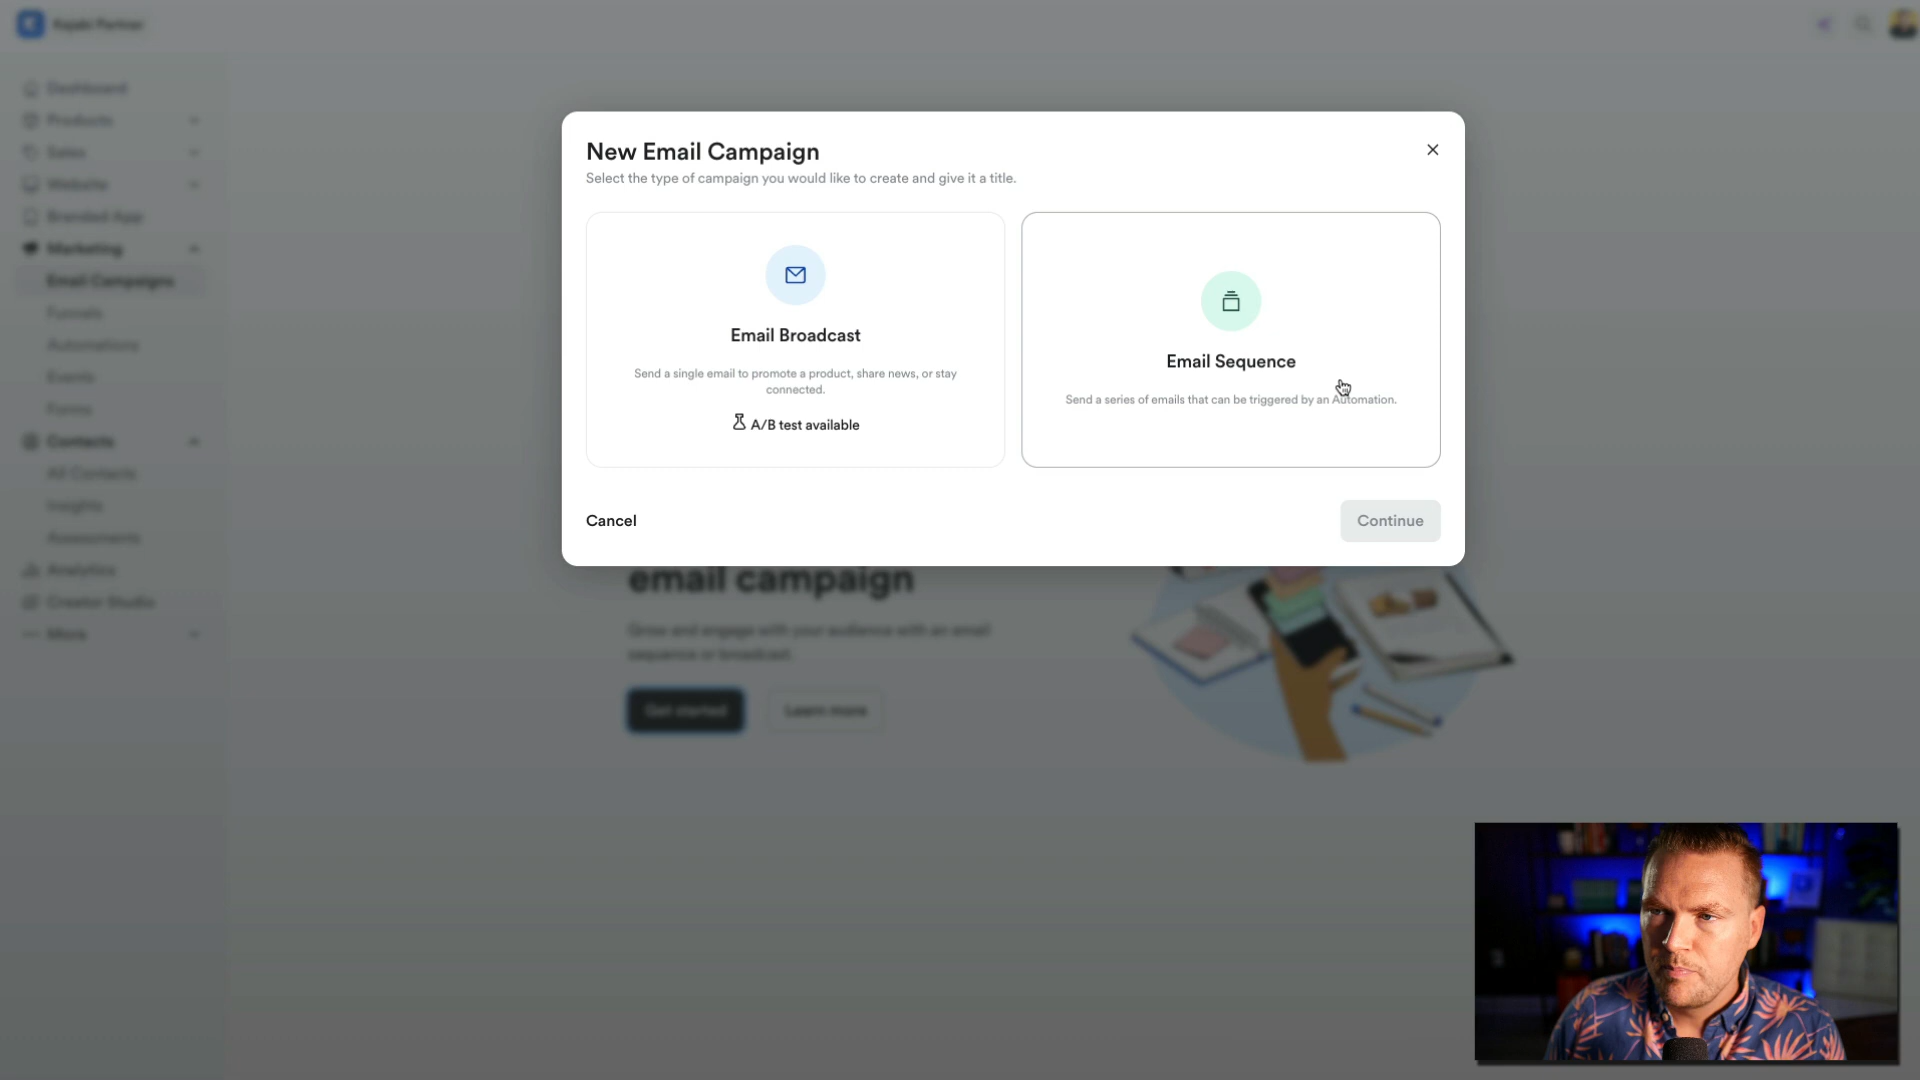 Kajabi Partner
Dashboard
Products
Sales
Website
Branded App
Marketing
Email Campaigns
Funnels
Automations
Events
Forms
Contacts
All Contacts
Insights
Assessments
Analytics
Creator Studio
More
New Email Campaign
Select the type of campaign you would like to create and give it a title.
Email Broadcast
Send a single email to promote a product, share news, or stay
connected.
A/B test available
Email Sequence
Send a series of emails that can be triggered by an Automation.
Cancel
Continue
email campaign
Grow and engage with your audience with an email
sequence or broadcast.
Get started
Learn more